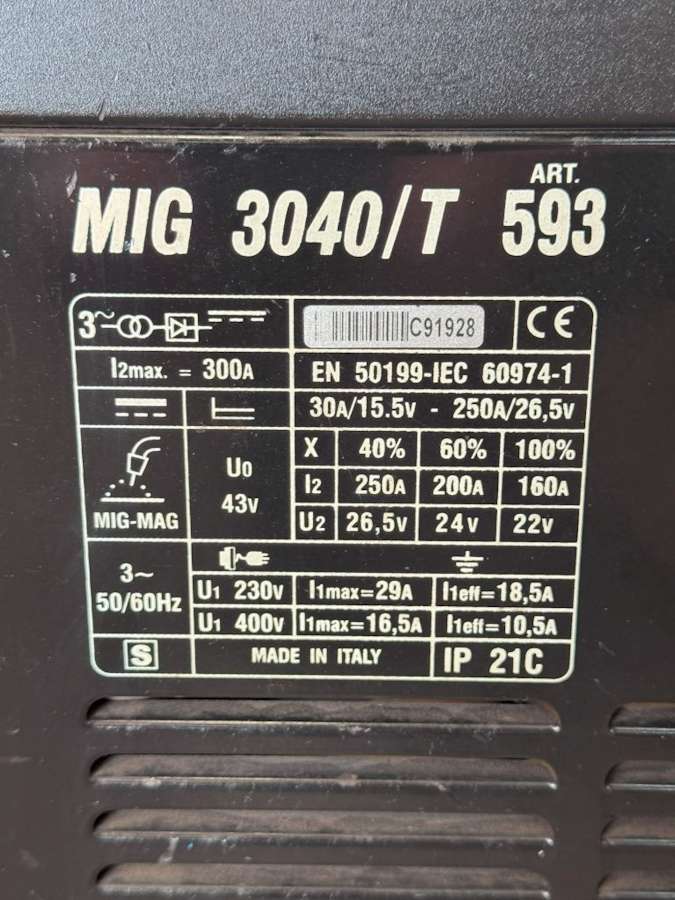 ART.
MIG 3040/T 593
3~
C91928
CE
I2max. = 300A
EN 50199-IEC 60974-1
30A/15.5v - 250A/26,5v
X 40% 60% 100%
U0 43v
I2 250A 200A 160A
MIG-MAG
U2 26,5v 24v 22v
3~
50/60Hz
U1 230v I1max=29A I1eff=18,5A
U1 400v I1max=16,5A I1eff=10,5A
S
MADE IN ITALY
IP 21C